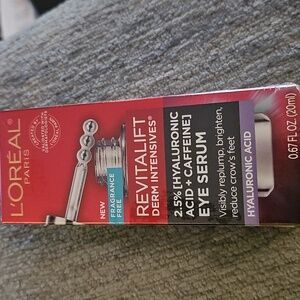 L'ORÉAL
PARIS
NEW
FRAGRANCE
FREE
REVITALIFT
DERM INTENSIVES®
2.5% [HYALURONIC
ACID + CAFFEINE]
EYE SERUM
Visibly replump, brighten,
reduce crow's feet
HYALURONIC ACID
0.67 FL. OZ. (20ml)